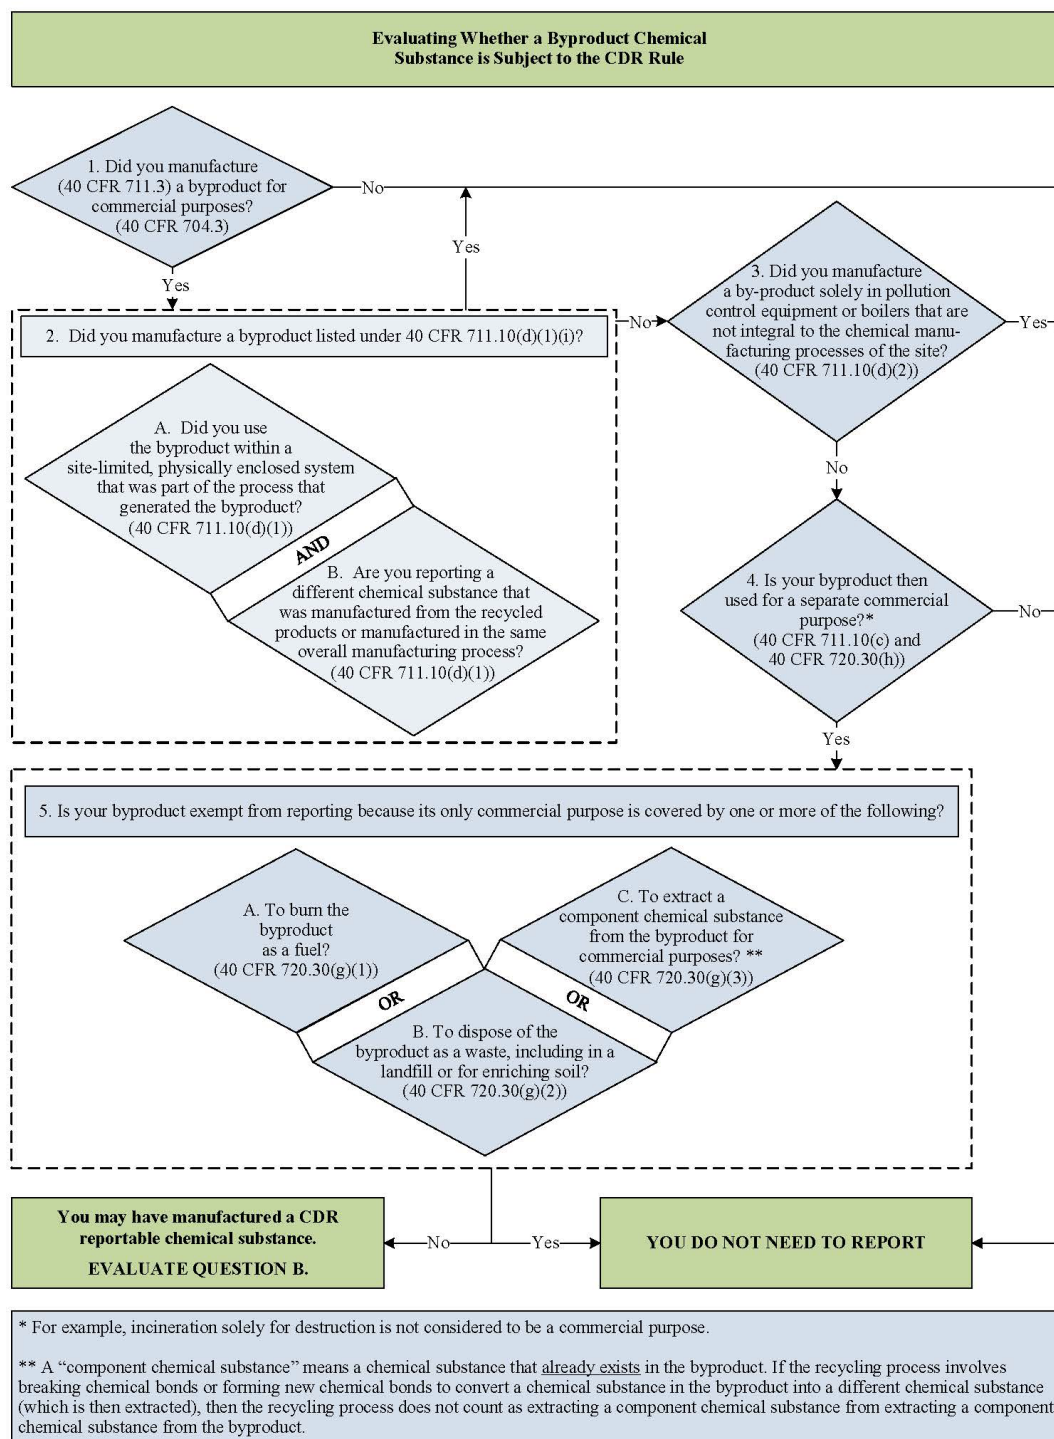 Evaluating Whether a Byproduct Chemical
Substance is Subject to the CDR Rule
1. Did you manufacture
(40 CFR 711.3) a byproduct for
commercial purposes?
(40 CFR 704.3)
No
Yes
Yes
2. Did you manufacture a byproduct listed under 40 CFR 711.10(d)(1)(i)?
No
A. Did you use
the byproduct within a
site-limited, physically enclosed system
that was part of the process that
generated the byproduct?
(40 CFR 711.10(d)(1))
AND
B. Are you reporting a
different chemical substance that
was manufactured from the recycled
products or manufactured in the same
overall manufacturing process?
(40 CFR 711.10(d)(1))
3. Did you manufacture
a by-product solely in pollution
control equipment or boilers that are
not integral to the chemical manu-
facturing processes of the site?
(40 CFR 711.10(d)(2))
Yes
No
4. Is your byproduct then
used for a separate commercial
purpose?*
(40 CFR 711.10(c) and
40 CFR 720.30(h))
No
Yes
5. Is your byproduct exempt from reporting because its only commercial purpose is covered by one or more of the following?
A. To burn the
byproduct
as a fuel?
(40 CFR 720.30(g)(1))
OR
B. To dispose of the
byproduct as a waste, including in a
landfill or for enriching soil?
(40 CFR 720.30(g)(2))
OR
C. To extract a
component chemical substance
from the byproduct for
commercial purposes? **
(40 CFR 720.30(g)(3))
You may have manufactured a CDR
reportable chemical substance.
EVALUATE QUESTION B.
No
Yes
YOU DO NOT NEED TO REPORT
* For example, incineration solely for destruction is not considered to be a commercial purpose.
** A “component chemical substance” means a chemical substance that already exists in the byproduct. If the recycling process involves
breaking chemical bonds or forming new chemical bonds to convert a chemical substance in the byproduct into a different chemical substance
(which is then extracted), then the recycling process does not count as extracting a component chemical substance from extracting a component
chemical substance from the byproduct.